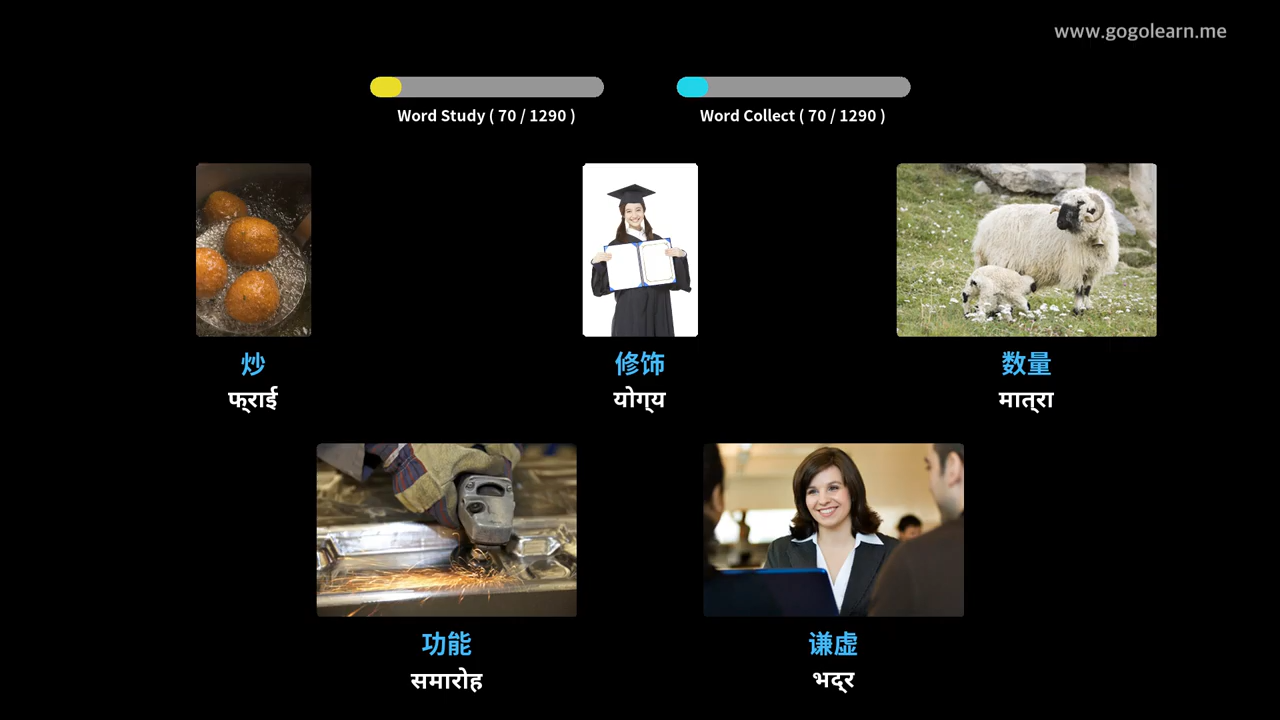 www.gogolearn.me
Word Study ( 70 / 1290 )
Word Collect ( 70 / 1290 )
炒
फ्राई
修饰
योग्य
数量
मात्रा
功能
समारोह
谦虚
भद्र